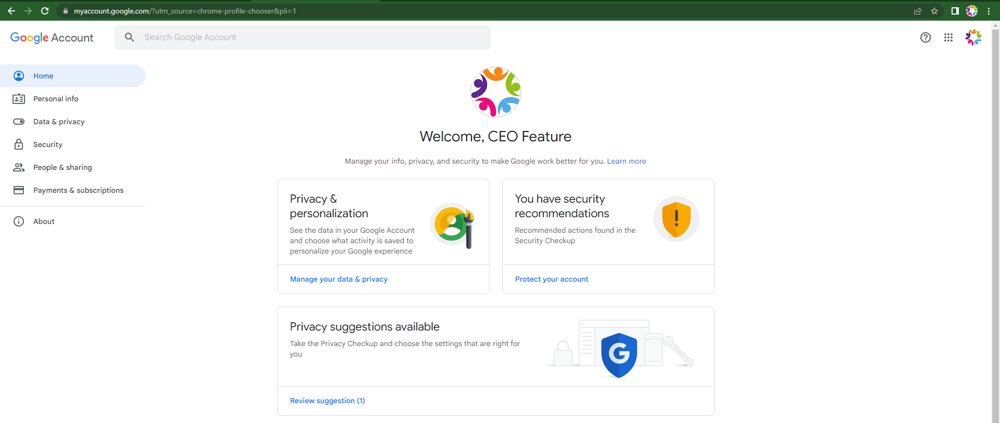 myaccount.google.com/?utm_source=chrome-profile-chooser&pli=1
Google Account
Search Google Account
Home
Personal info
Data & privacy
Security
People & sharing
Payments & subscriptions
About
Welcome, CEO Feature
Manage your info, privacy, and security to make Google work better for you. Learn more
Privacy &
personalization
See the data in your Google Account
and choose what activity is saved to
personalize your Google experience
Manage your data & privacy
You have security
recommendations
Recommended actions found in the
Security Checkup
Protect your account
Privacy suggestions available
Take the Privacy Checkup and choose the settings that are right for
you
G
Review suggestion (1)